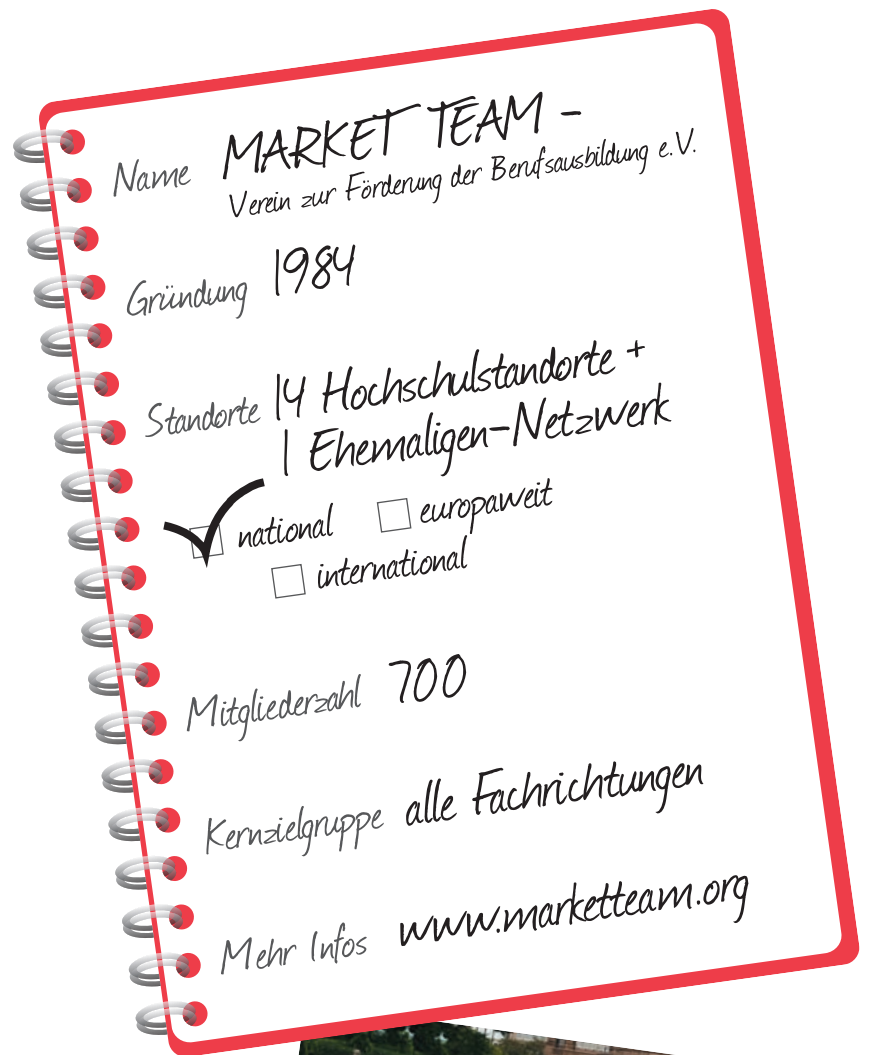 Name MARKET TEAM -
Verein zur Förderung der Berufsausbildung e.V.
Gründung 1984
Standorte 14 Hochschulstandorte +
1 Ehemaligen-Netzwerk
national europaweit
international
Mitgliederzahl 700
Kernzielgruppe alle Fachrichtungen
Mehr Infos www.marketteam.org